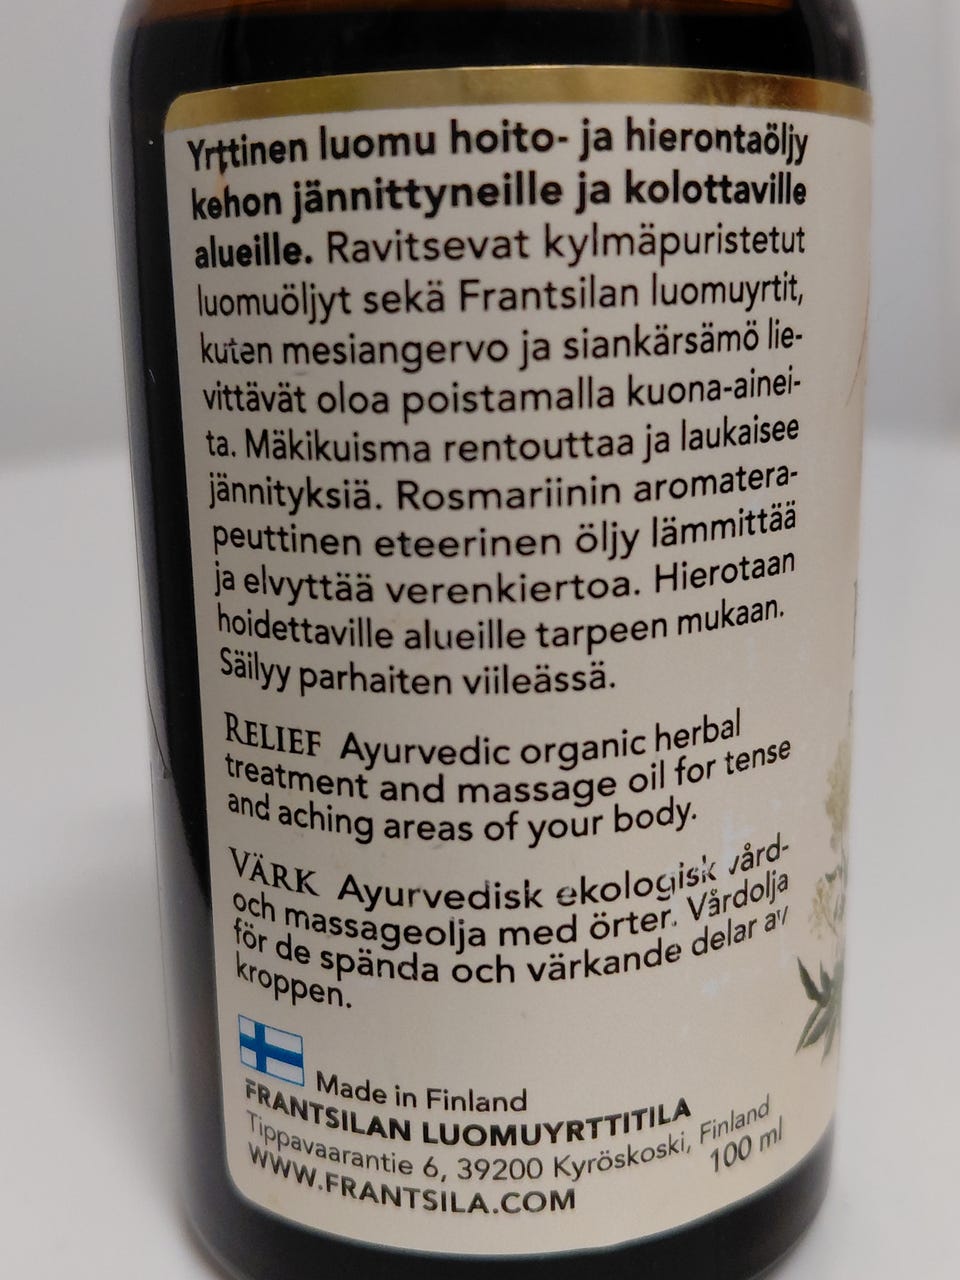 Yrttinen luomu hoito- ja hierontaöljy
kehon jännittyneille ja kolottaville
alueille. Ravitsevat kylmäpuristetut
luomuöljyt sekä Frantsilan luomuyrtit,
kuten mesiangervo ja siankärsämö lie-
vittävät oloa poistamalla kuona-ainei-
ta. Mäkikuisma rentouttaa ja laukaisee
jännityksiä. Rosmariinin aromatera-
peuttinen eteerinen öljy lämmittää
ja elvyttää verenkiertoa. Hierotaan
hoidettaville alueille tarpeen mukaan.
Säilyy parhaiten viileässä.
RELIEF Ayurvedic organic herbal
treatment and massage oil for tense
and aching areas of your body.
VÄRK Ayurvedisk ekologisk vård-
och massageolja med örter. Vårdolja
för de spända och värkande delar av
kroppen.
Made in Finland
FRANTSILAN LUOMUYRTTITILA
Tippavaarantie 6, 39200 Kyröskoski, Finland
WWW.FRANTSILA.COM 100 ml